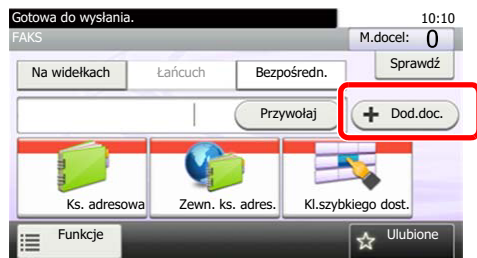 Gotowa do wysłania.
10:10
FAKS
M.docel: 0
Na widełkach
Łańcuch
Bezpośredn.
Sprawdź
Przywołaj
Dod.doc.
Ks. adresowa
Zewn. ks. adres.
Kl.szybkiego dost.
Funkcje
Ulubione